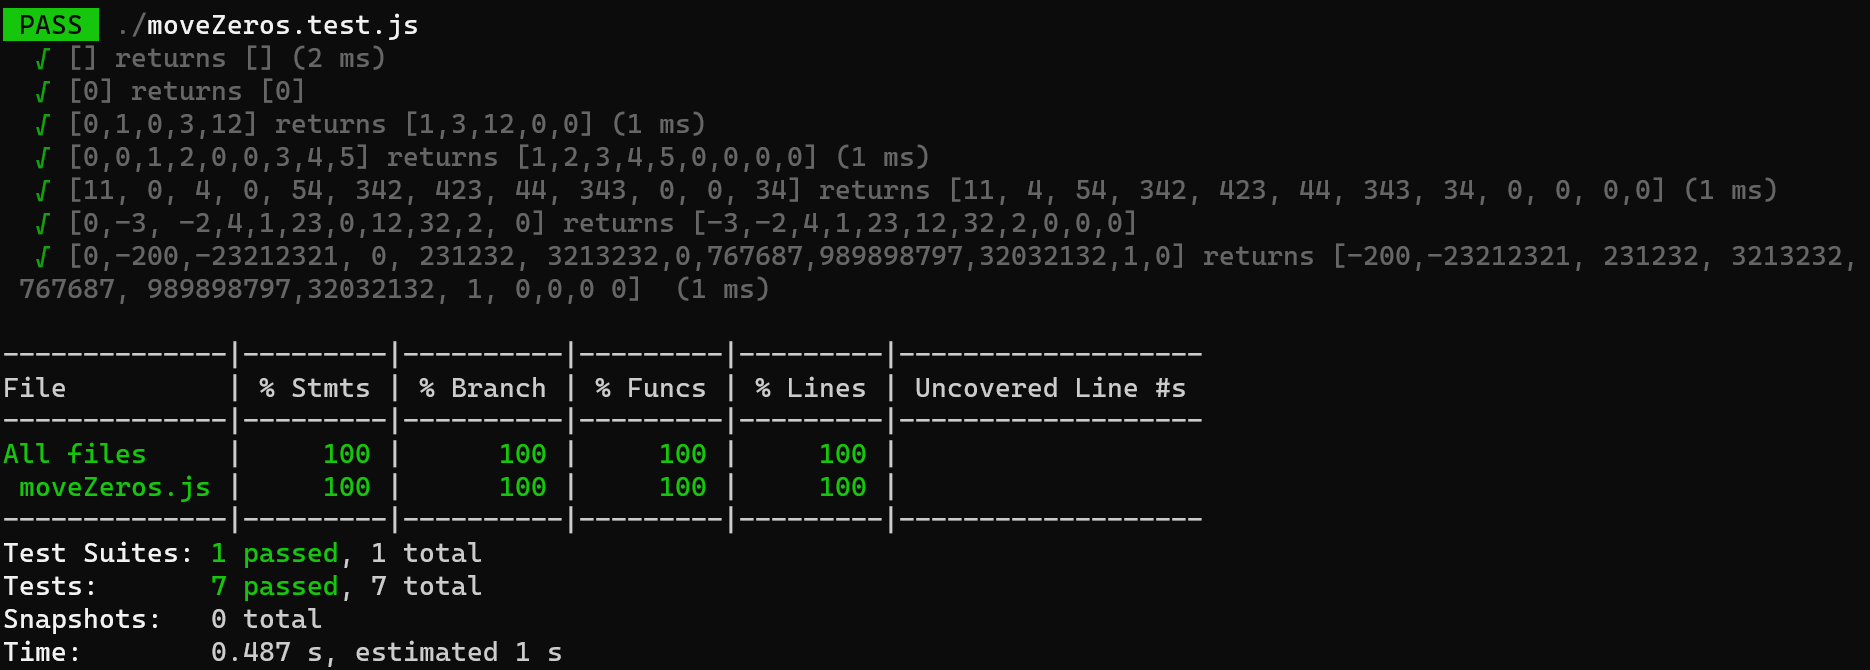 PASS ./moveZeros.test.js
√ [] returns [] (2 ms)
√ [0] returns [0]
√ [0,1,0,3,12] returns [1,3,12,0,0] (1 ms)
√ [0,0,1,2,0,0,3,4,5] returns [1,2,3,4,5,0,0,0,0] (1 ms)
√ [11, 0, 4, 0, 54, 342, 423, 44, 343, 0, 0, 34] returns [11, 4, 54, 342, 423, 44, 343, 34, 0, 0, 0,0] (1 ms)
√ [0,-3, -2,4,1,23,0,12,32,2, 0] returns [-3,-2,4,1,23,12,32,2,0,0,0]
√ [0,-200,-23212321, 0, 231232, 3213232,0,767687,989898797,32032132,1,0] returns [-200,-23212321, 231232, 3213232,
767687, 989898797,32032132, 1, 0,0,0 0]  (1 ms)
--------------|---------|----------|---------|---------|-------------------
File          | % Stmts | % Branch | % Funcs | % Lines | Uncovered Line #s
--------------|---------|----------|---------|---------|-------------------
All files     |     100 |      100 |     100 |     100 |
 moveZeros.js |     100 |      100 |     100 |     100 |
--------------|---------|----------|---------|---------|-------------------
Test Suites: 1 passed, 1 total
Tests:       7 passed, 7 total
Snapshots:   0 total
Time:        0.487 s, estimated 1 s